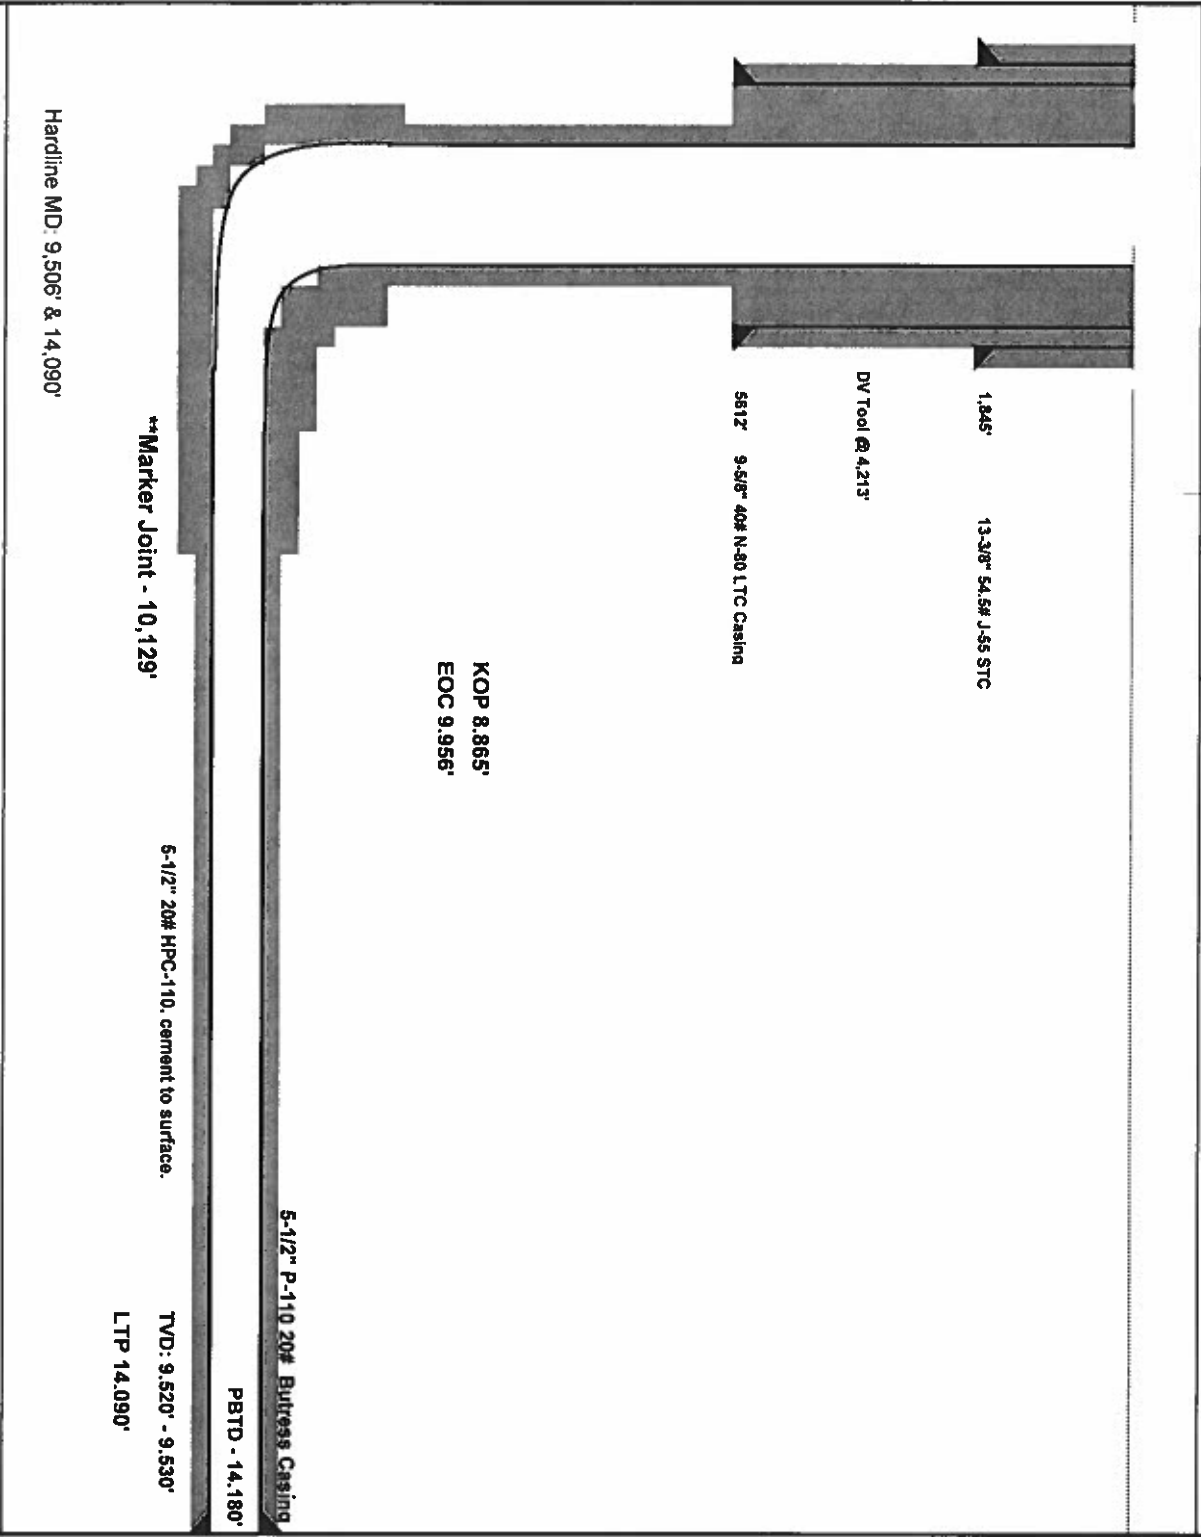 1,845' 13-3/8" 54.5# J-55 STC
DV Tool @ 4,213'
5612' 9-5/8" 40# N-80 LTC Casing
KOP 8.865'
EOC 9.956'
5-1/2" P-110 20# Butress Casing
PBTD - 14.180'
5-1/2" 20# HPC-110. cement to surface.
TVD: 9.520' - 9.530'
**Marker Joint - 10,129'
LTP 14.090'
Hardline MD: 9,506' & 14,090'